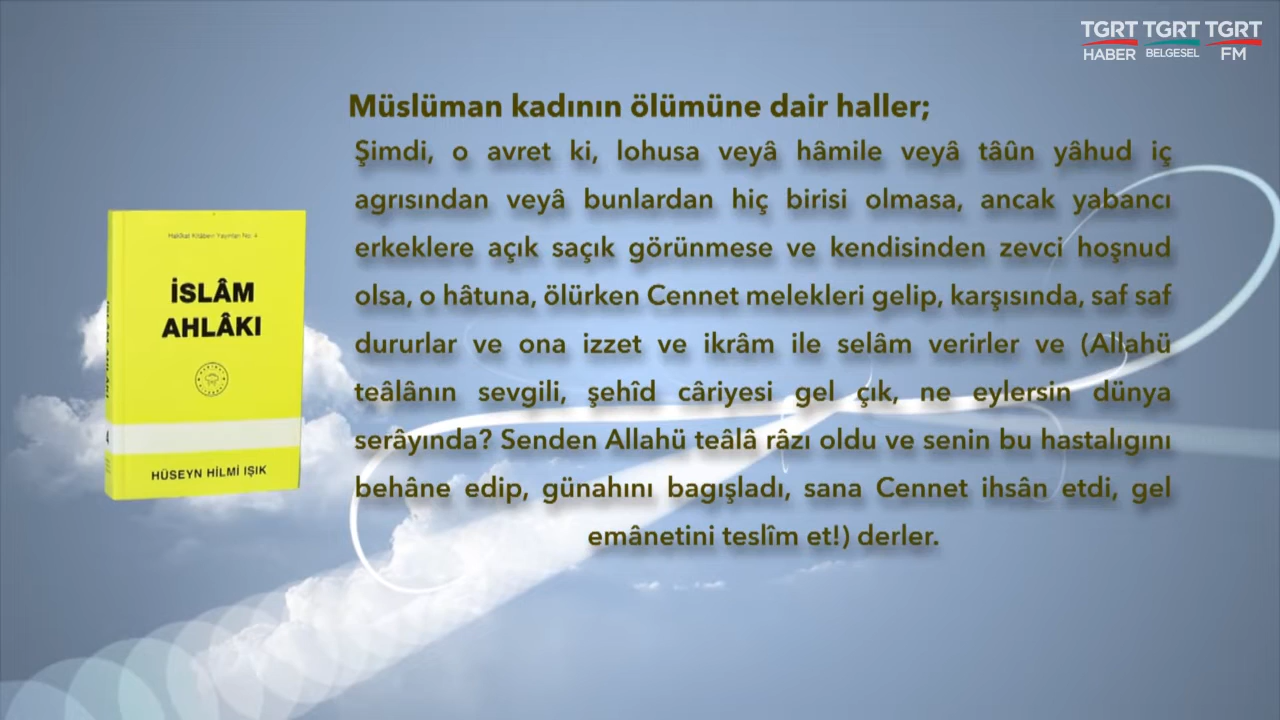 TGRT TGRT TGRT
HABER BELGESEL FM
Müslüman kadının ölümüne dair haller;
Şimdi, o avret ki, lohusa veyâ hâmile veyâ tâûn yâhud iç
agrısından veyâ bunlardan hiç birisi olmasa, ancak yabancı
erkeklere açık saçık görünmese ve kendisinden zevci hoşnud
olsa, o hâtuna, ölürken Cennet melekleri gelip, karşısında, saf saf
dururlar ve ona izzet ve ikrâm ile selâm verirler ve (Allahü
teâlânın sevgili, şehîd câriyesi gel çık, ne eylersin dünya
serâyında? Senden Allahü teâlâ râzı oldu ve senin bu hastalıgını
behâne edip, günahını bagışladı, sana Cennet ihsân etdi, gel
emânetini teslîm et!) derler.
Hakîkat Kitâbevi Yayınları No: 4
İSLÂM
AHLÂKI
HÜSEYN HİLMİ IŞIK